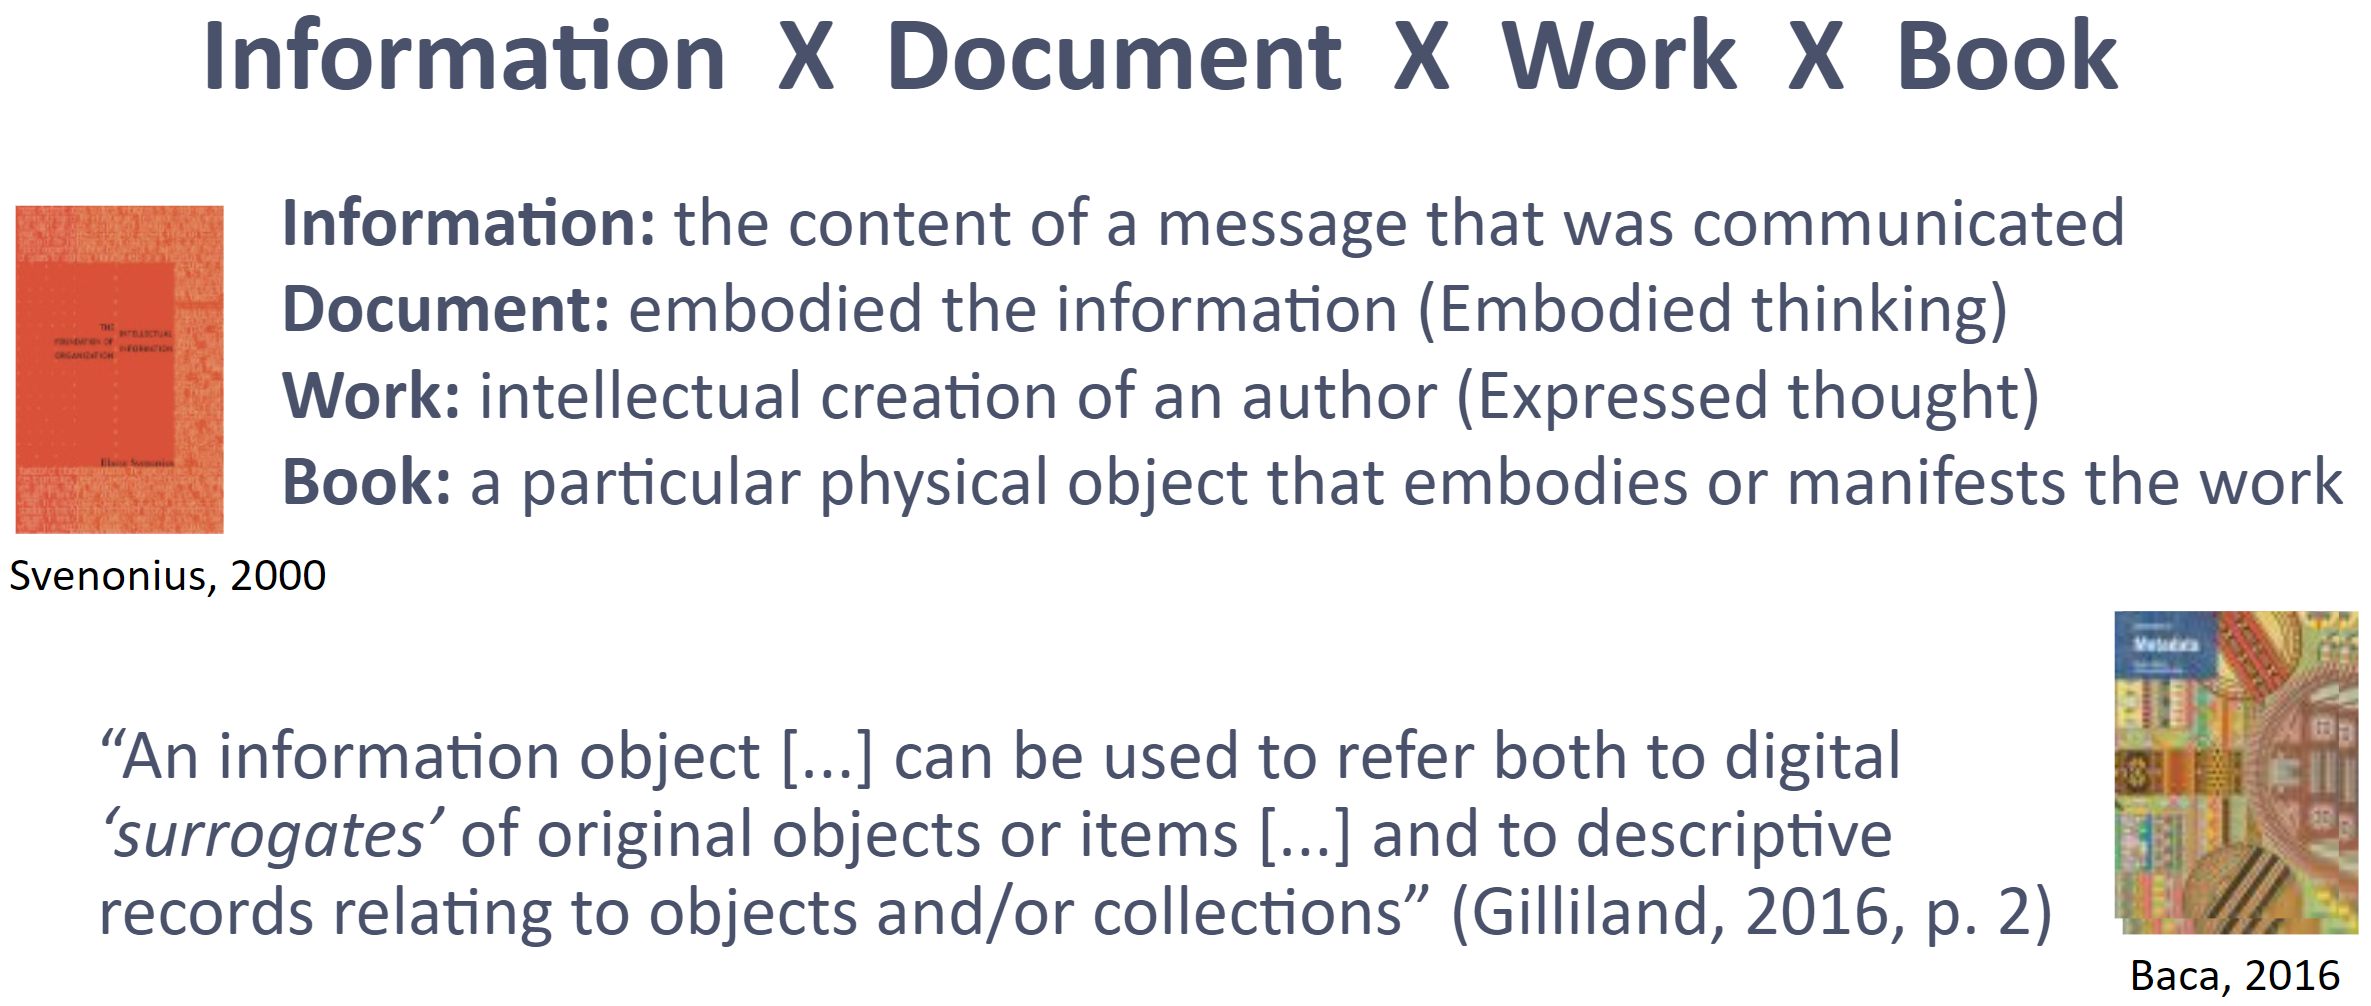 Information X Document X Work X Book
Information: the content of a message that was communicated
Document: embodied the information (Embodied thinking)
Work: intellectual creation of an author (Expressed thought)
Book: a particular physical object that embodies or manifests the work
THE INTELLECTUAL
FOUNDATION OF INFORMATION
ORGANIZATION
Elaine Svenonius
Svenonius, 2000
Metadata
“An information object [...] can be used to refer both to digital
‘surrogates’ of original objects or items [...] and to descriptive
records relating to objects and/or collections” (Gilliland, 2016, p. 2)
Baca, 2016